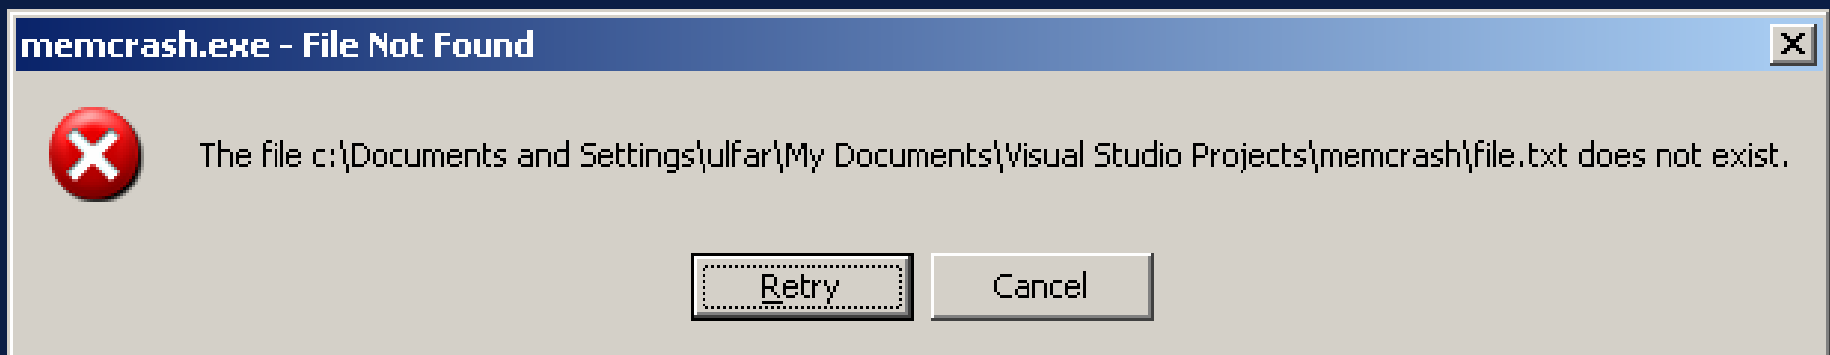 memcrash.exe - File Not Found
The file c:\Documents and Settings\ulfar\My Documents\Visual Studio Projects\memcrash\file.txt does not exist.
Retry
Cancel